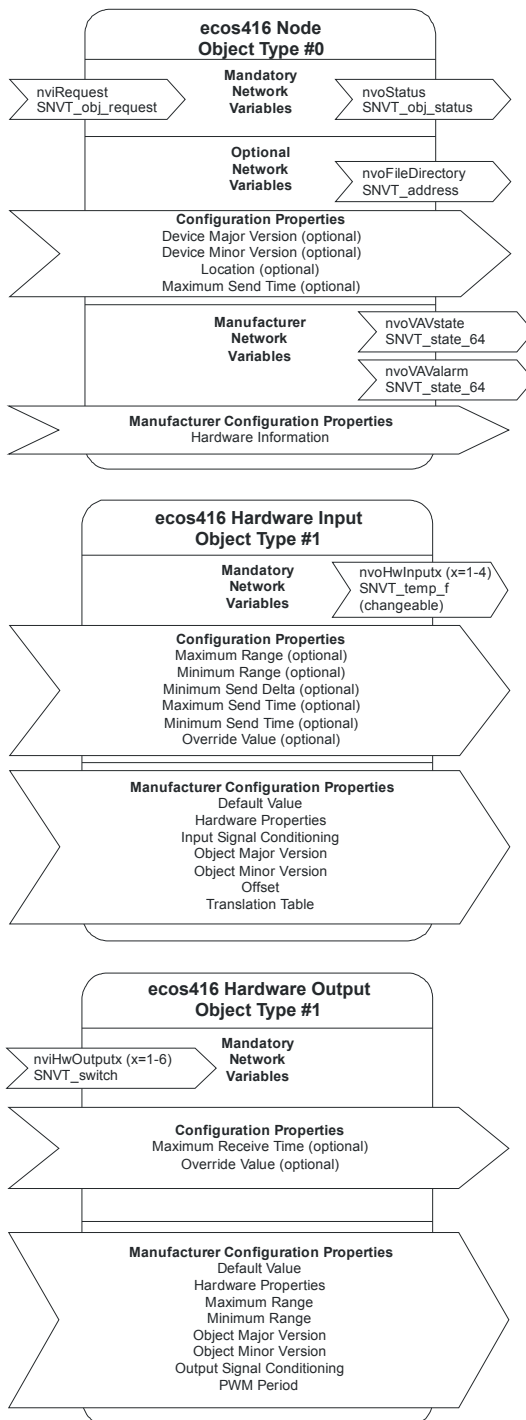 ecos416 Node
Object Type #0
nviRequest
SNVT_obj_request
Mandatory
Network
Variables
nvoStatus
SNVT_obj_status
Optional
Network
Variables
nvoFileDirectory
SNVT_address
Configuration Properties
Device Major Version (optional)
Device Minor Version (optional)
Location (optional)
Maximum Send Time (optional)
Manufacturer
Network
Variables
nvoVAVstate
SNVT_state_64
nvoVAValarm
SNVT_state_64
Manufacturer Configuration Properties
Hardware Information
ecos416 Hardware Input
Object Type #1
Mandatory
Network
Variables
nvoHwInputx (x=1-4)
SNVT_temp_f
(changeable)
Configuration Properties
Maximum Range (optional)
Minimum Range (optional)
Minimum Send Delta (optional)
Maximum Send Time (optional)
Minimum Send Time (optional)
Override Value (optional)
Manufacturer Configuration Properties
Default Value
Hardware Properties
Input Signal Conditioning
Object Major Version
Object Minor Version
Offset
Translation Table
ecos416 Hardware Output
Object Type #1
nviHwOutputx (x=1-6)
SNVT_switch
Mandatory
Network
Variables
Configuration Properties
Maximum Receive Time (optional)
Override Value (optional)
Manufacturer Configuration Properties
Default Value
Hardware Properties
Maximum Range
Minimum Range
Object Major Version
Object Minor Version
Output Signal Conditioning
PWM Period